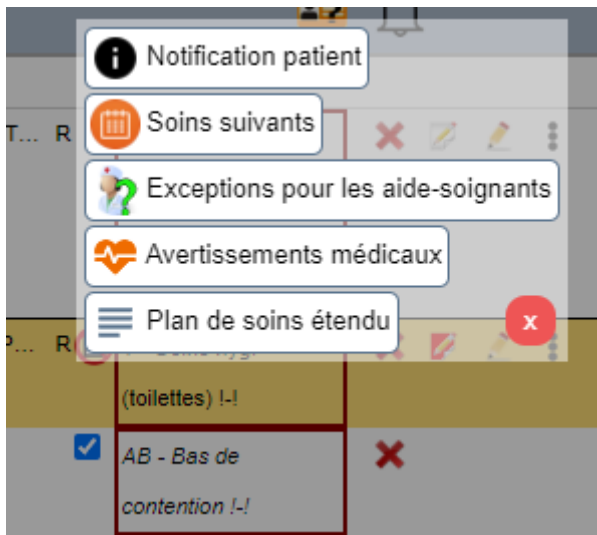 Notification patient
T... R
Soins suivants
Exceptions pour les aide-soignants
Avertissements médicaux
Plan de soins étendu
x
R
(toilettes) !-!
AB - Bas de
contention !-!